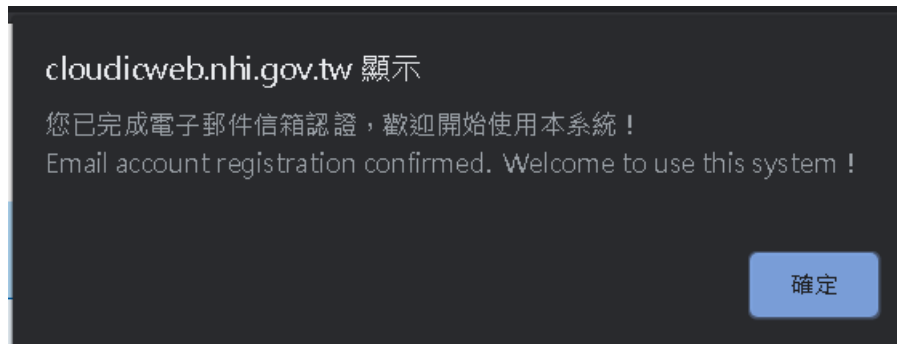 cloudicweb.nhi.gov.tw 顯示
您已完成電子郵件信箱認證，歡迎開始使用本系統！
Email account registration confirmed. Welcome to use this system！
確定